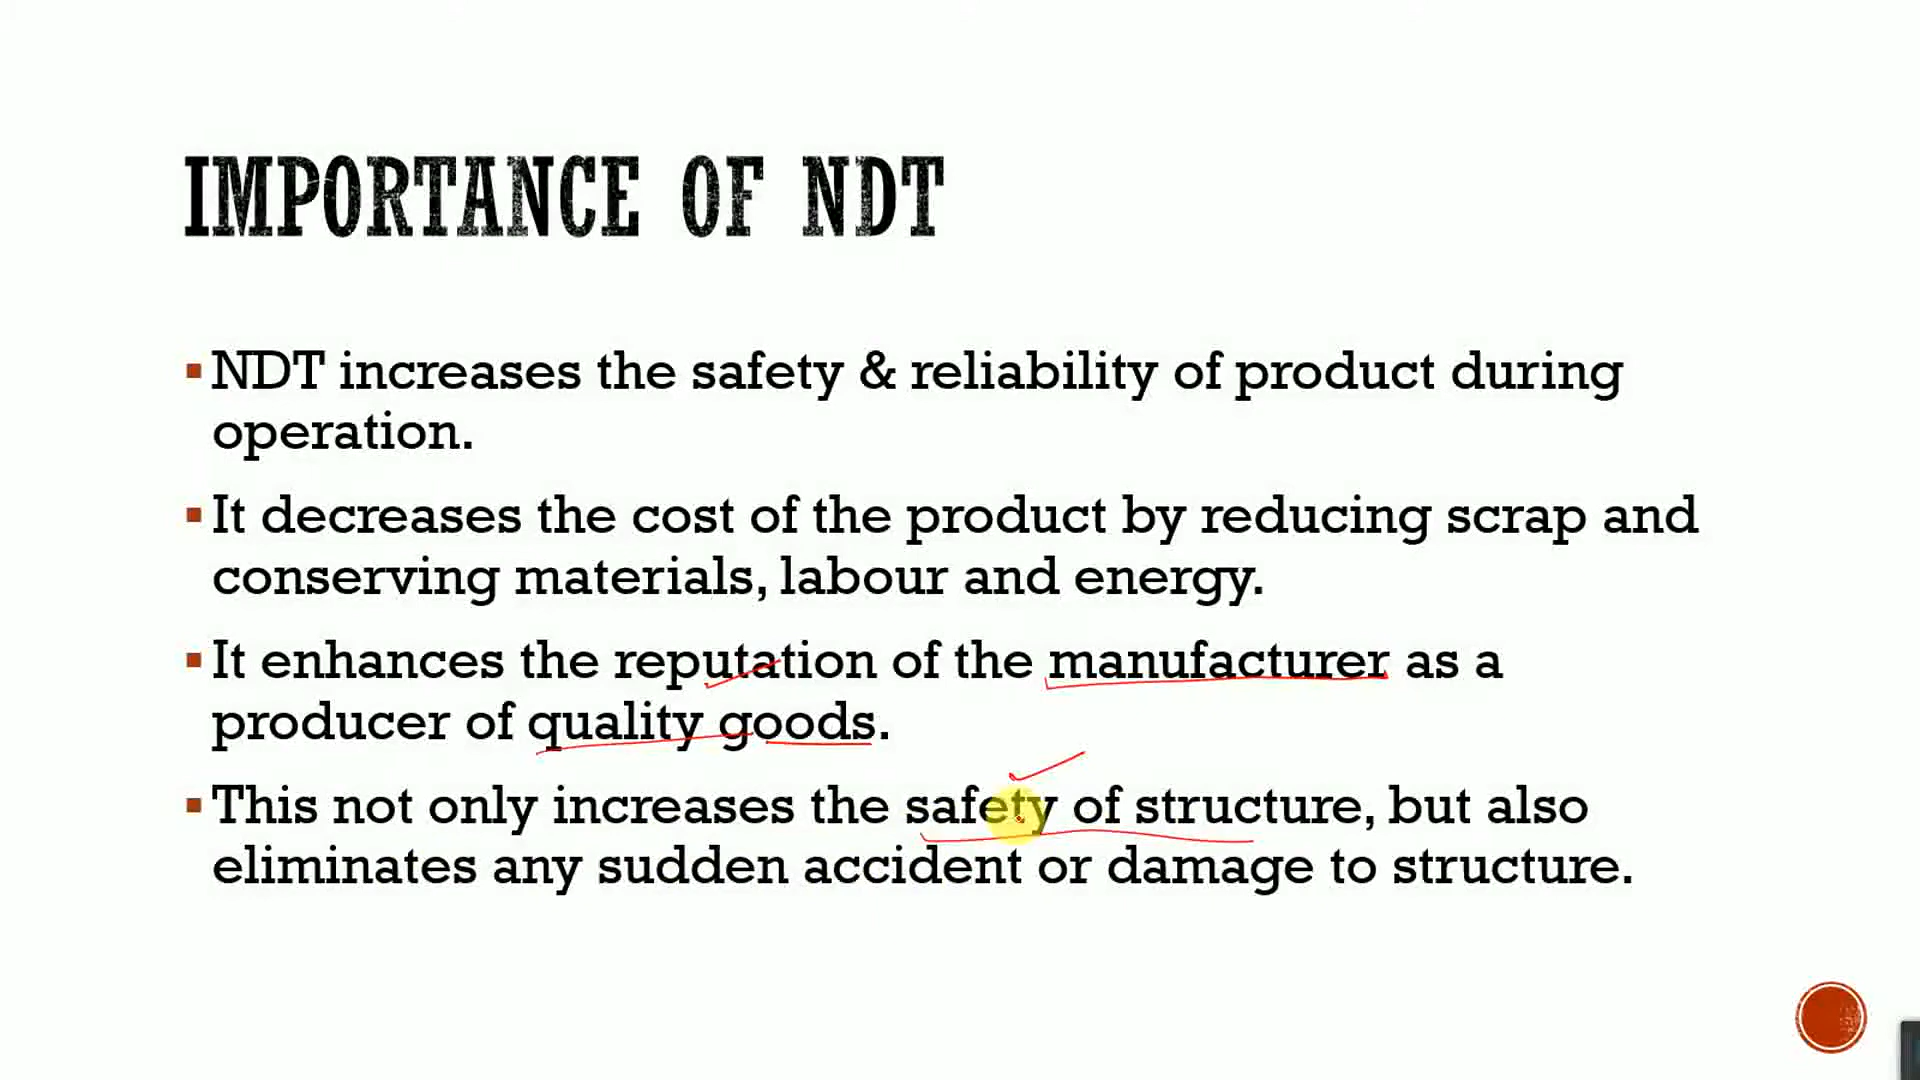 IMPORTANCE OF NDT
NDT increases the safety & reliability of product during
operation.
It decreases the cost of the product by reducing scrap and
conserving materials, labour and energy.
It enhances the reputation of the manufacturer as a
producer of quality goods.
This not only increases the safety of structure, but also
eliminates any sudden accident or damage to structure.